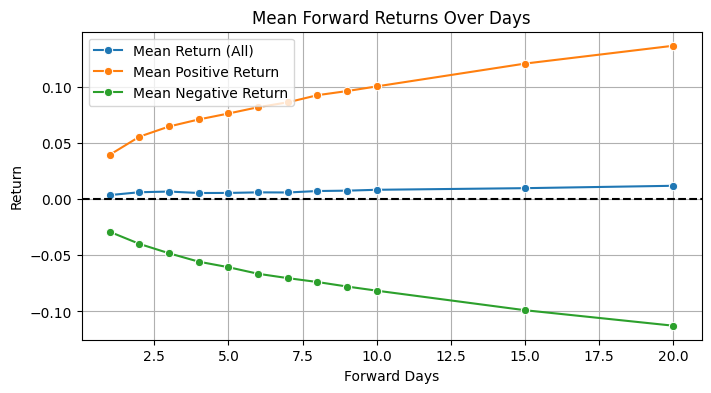 Mean Forward Returns Over Days
Mean Return (All)
Mean Positive Return
Mean Negative Return
Return
0.10
0.05
0.00
−0.05
−0.10
2.5 5.0 7.5 10.0 12.5 15.0 17.5 20.0
Forward Days